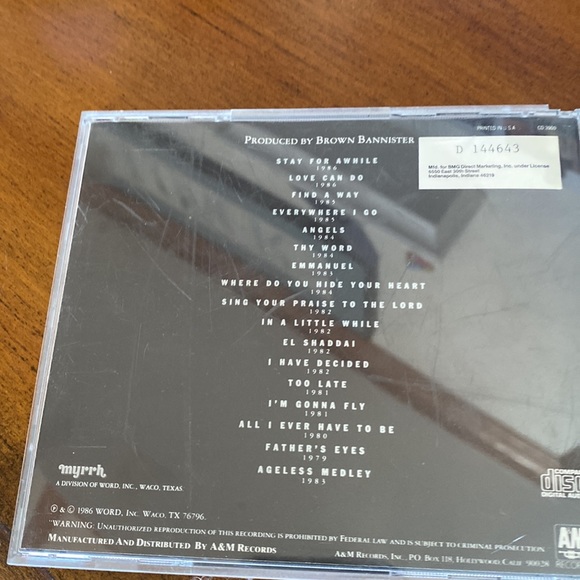 PRINTED IN U.S.A
PRODUCED BY BROWN BANNISTER
D 144643
Mfd. for BMG Direct Marketing, Inc. under License
6550 East 30th Street
Indianapolis, Indiana 46219
STAY FOR AWHILE
1986
LOVE CAN DO
1986
FIND A WAY
1985
EVERYWHERE I GO
1985
ANGELS
1984
THY WORD
1984
EMMANUEL
1983
WHERE DO YOU HIDE YOUR HEART
1984
SING YOUR PRAISE TO THE LORD
1982
IN A LITTLE WHILE
1982
EL SHADDAI
1982
I HAVE DECIDED
1982
TOO LATE
1981
I'M GONNA FLY
1981
ALL I EVER HAVE TO BE
1980
FATHER'S EYES
1979
AGELESS MEDLEY
1983
myrrh
A DIVISION OF WORD, INC., WACO, TEXAS
COMPA
disc
DIGITAL AU
℗ & © 1986 WORD, INC. WACO, TX 76796.
"WARNING: UNAUTHORIZED REPRODUCTION OF THIS RECORDING IS PROHIBITED BY FEDERAL LAW AND IS SUBJECT TO CRIMINAL PROSECUTION
MANUFACTURED AND DISTRIBUTED BY A&M RECORDS
A&M RECORDS, INC., P.O. BOX 118, HOLLYWOOD, CALIF. 90028
A&M
RECORDS